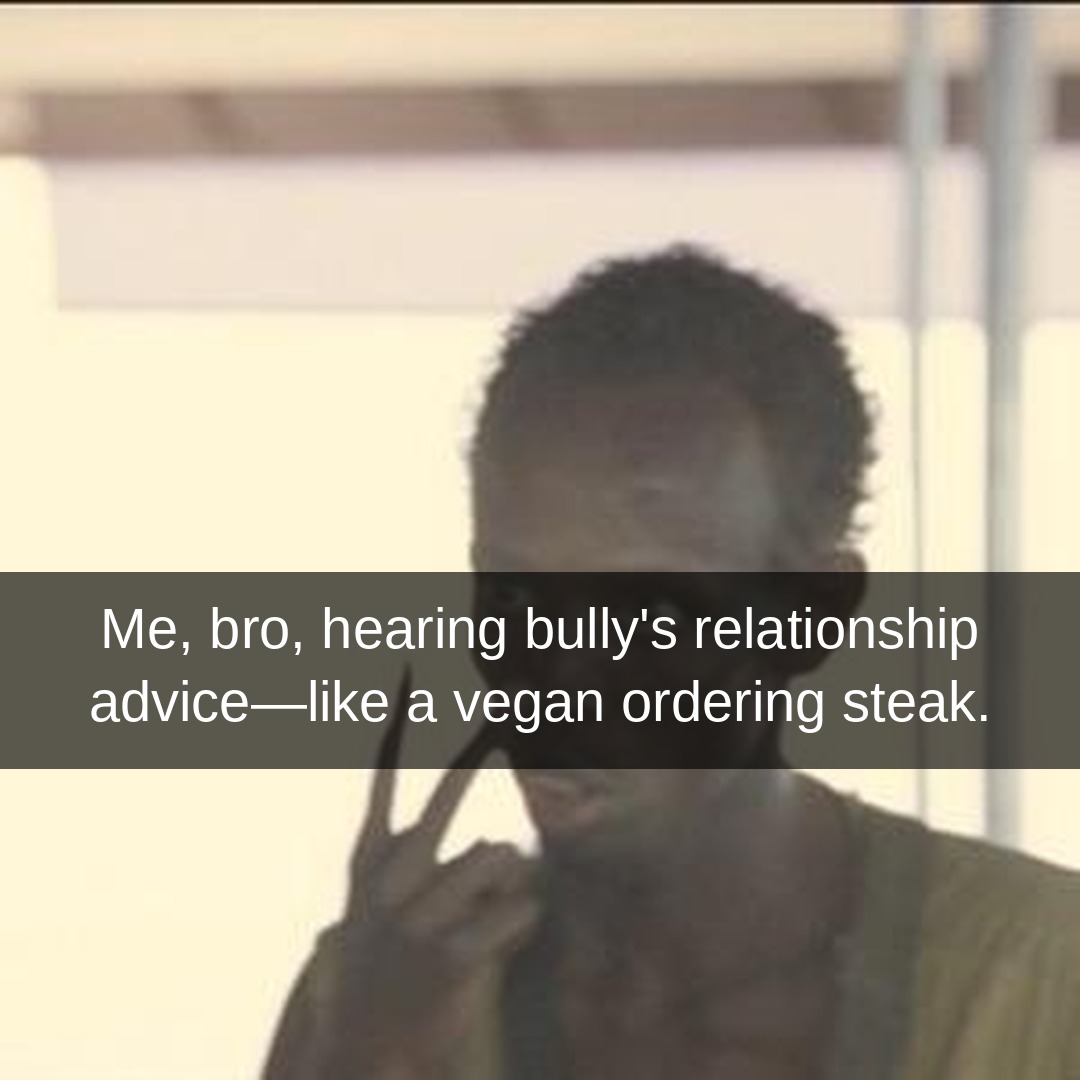 Me, bro, hearing bully's relationship
advice—like a vegan ordering steak.